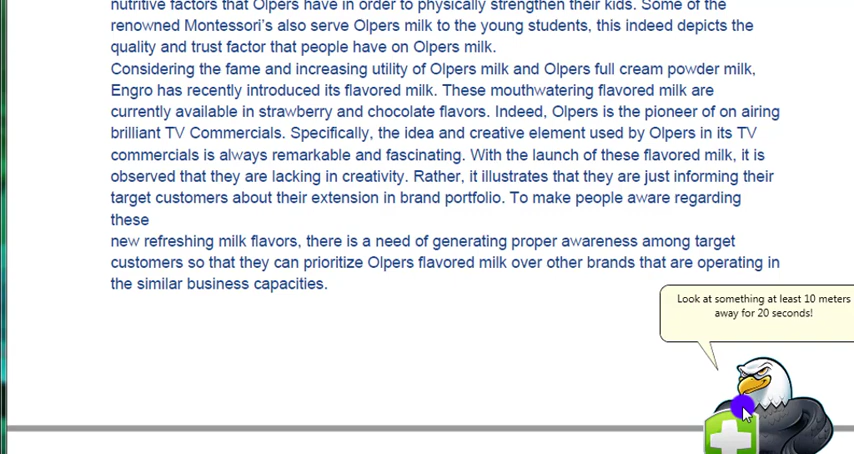 nutritive factors that Olpers have in order to physically strengthen their kids. Some of the
renowned Montessori's also serve Olpers milk to the young students, this indeed depicts the
quality and trust factor that people have on Olpers milk.
Considering the fame and increasing utility of Olpers milk and Olpers full cream powder milk,
Engro has recently introduced its flavored milk. These mouthwatering flavored milk are
currently available in strawberry and chocolate flavors. Indeed, Olpers is the pioneer of on airing
brilliant TV Commercials. Specifically, the idea and creative element used by Olpers in its TV
commercials is always remarkable and fascinating. With the launch of these flavored milk, it is
observed that they are lacking in creativity. Rather, it illustrates that they are just informing their
target customers about their extension in brand portfolio. To make people aware regarding
these
new refreshing milk flavors, there is a need of generating proper awareness among target
customers so that they can prioritize Olpers flavored milk over other brands that are operating in
the similar business capacities.
Look at something at least 10 meters
away for 20 seconds!